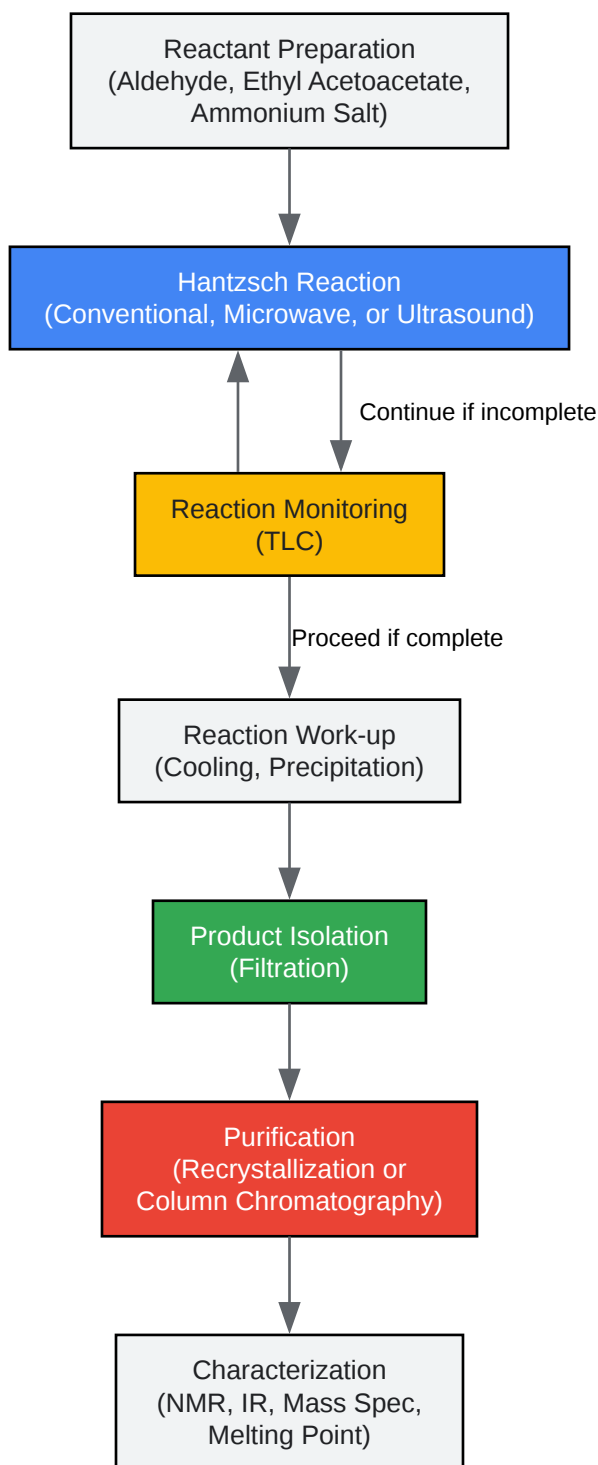 Reactant Preparation
(Aldehyde, Ethyl Acetoacetate,
Ammonium Salt)
Hantzsch Reaction
(Conventional, Microwave, or Ultrasound)
Continue if incomplete
Reaction Monitoring
(TLC)
Proceed if complete
Reaction Work-up
(Cooling, Precipitation)
Product Isolation
(Filtration)
Purification
(Recrystallization or
Column Chromatography)
Characterization
(NMR, IR, Mass Spec,
Melting Point)